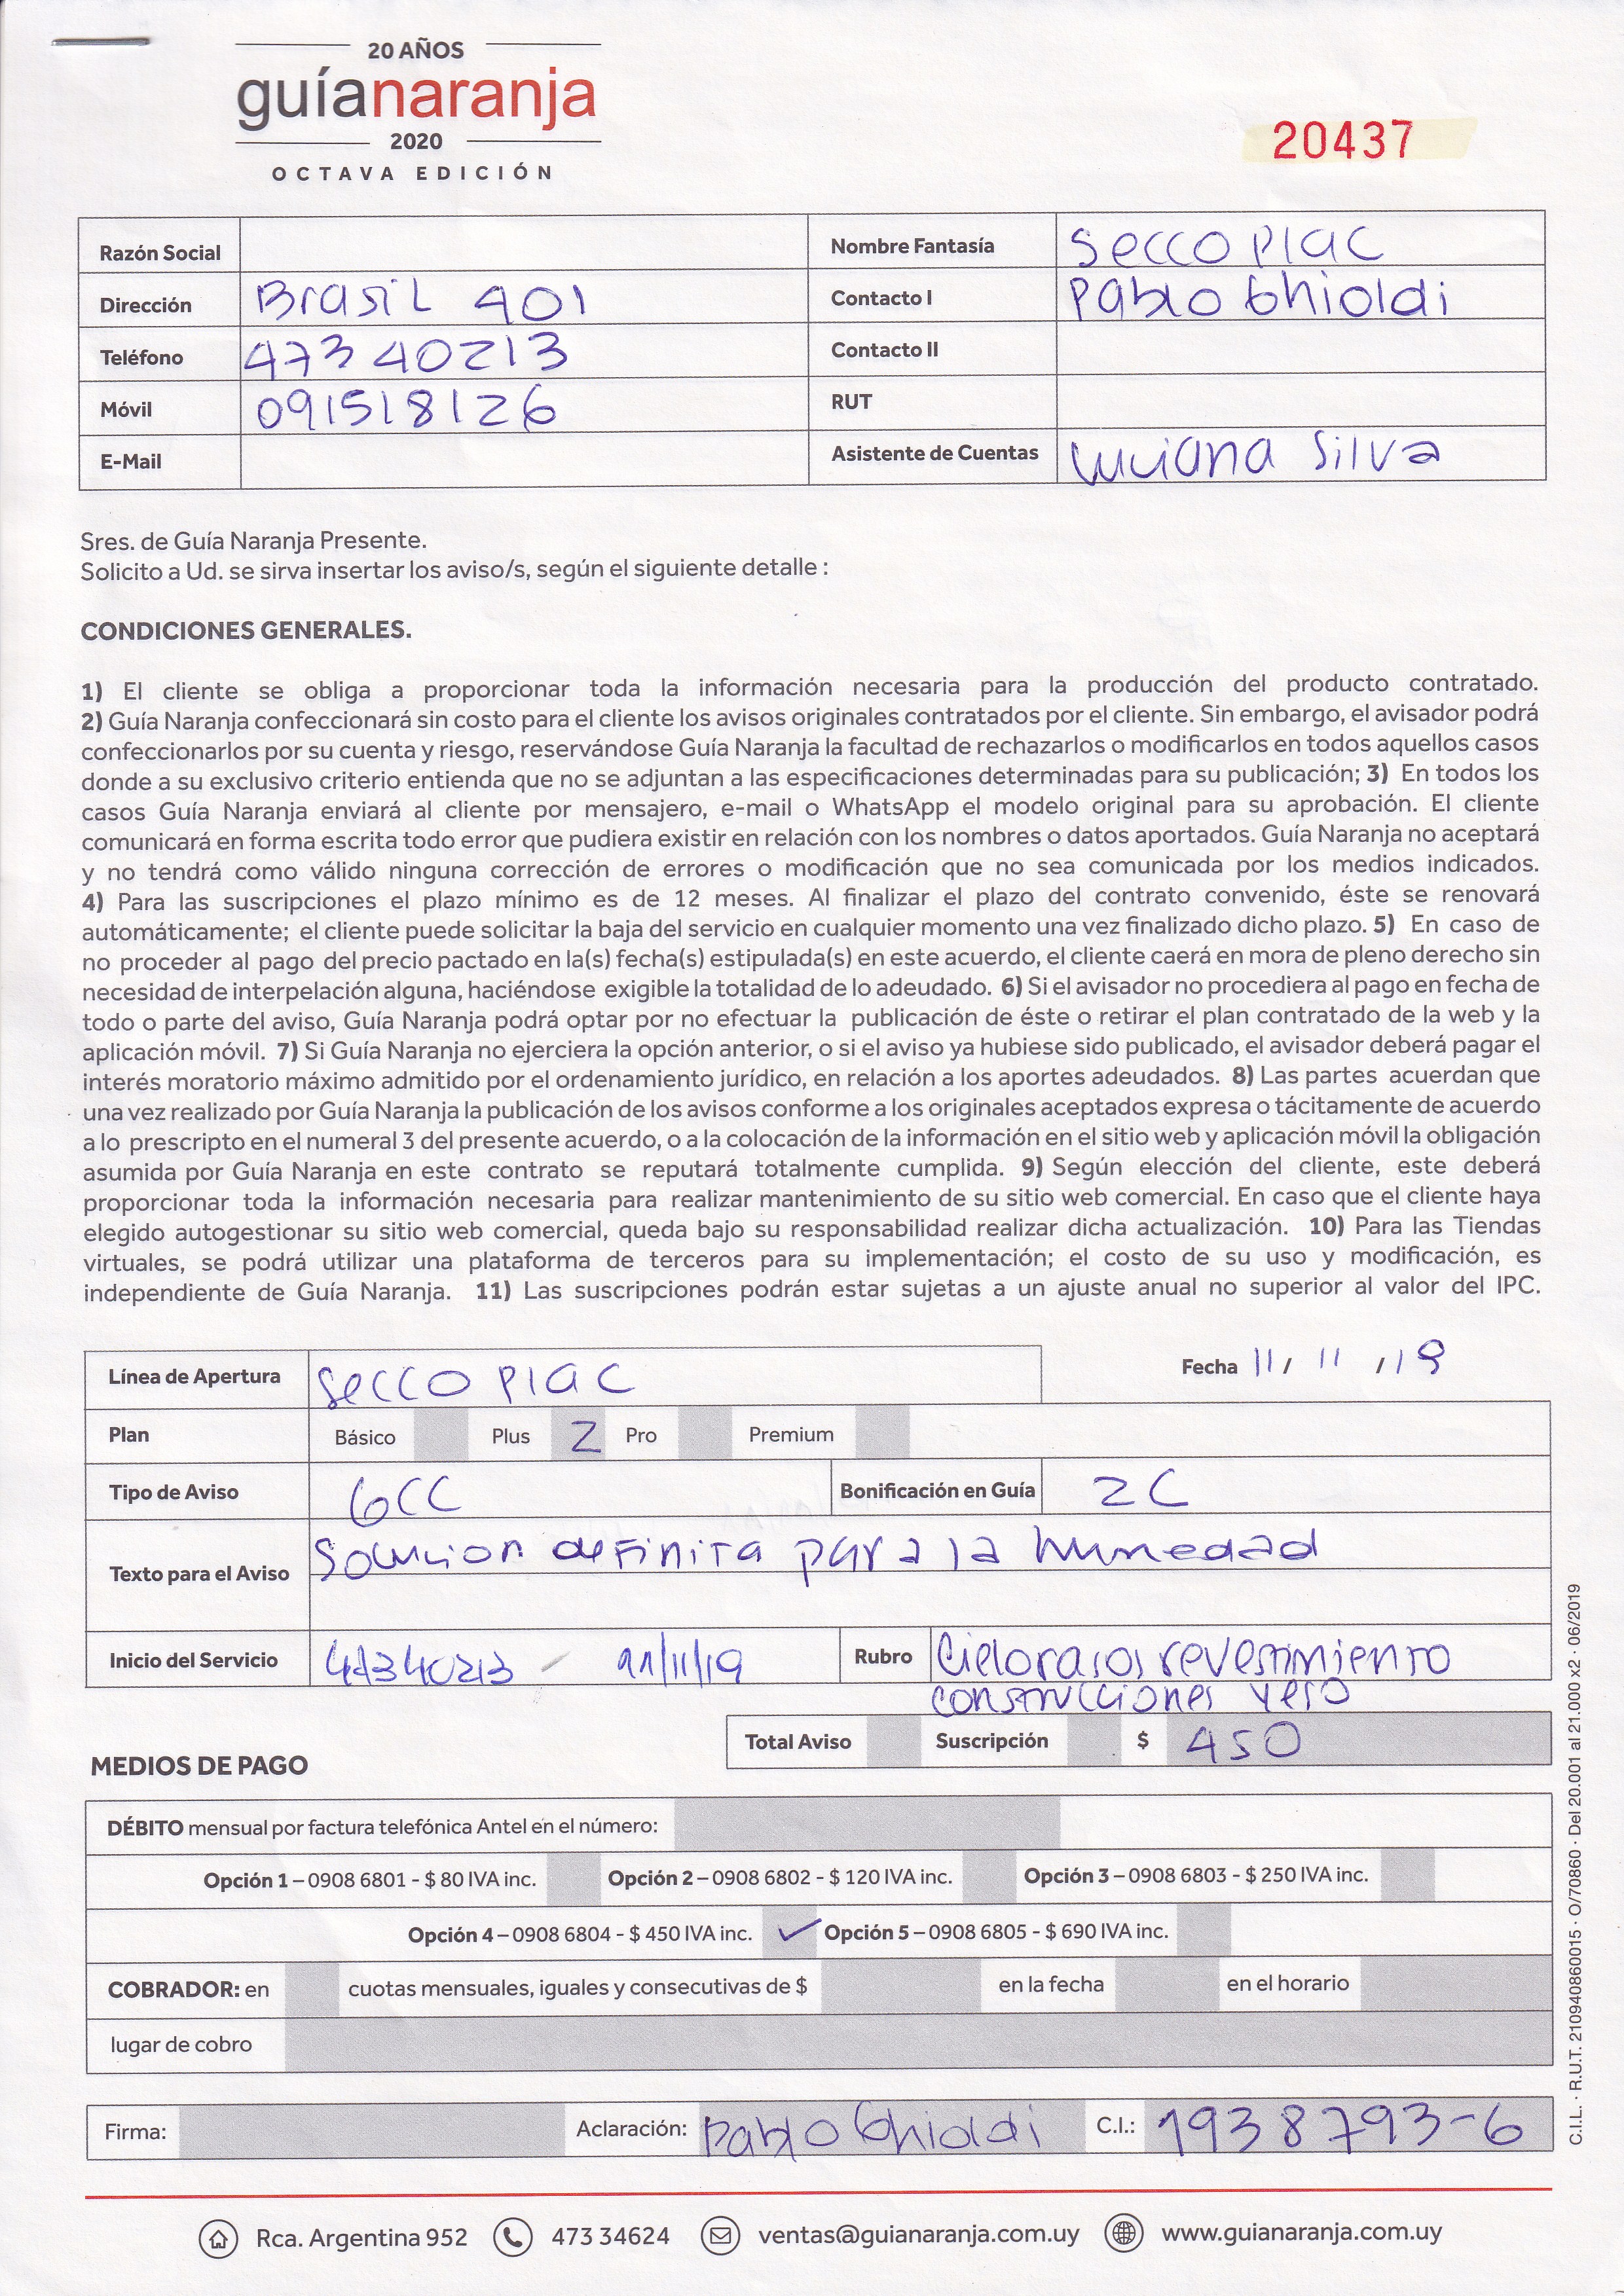 20 AÑOS
guíanaranja
2020
OCTAVA EDICIÓN
20437
Razón Social
Nombre Fantasía Secco Plac
Dirección Brasil 401
Contacto I Pablo Ghioldi
Teléfono 473 40213
Contacto II
Móvil 091518126
RUT
E-Mail
Asistente de Cuentas Luciana Silva
Sres. de Guía Naranja Presente.
Solicito a Ud. se sirva insertar los aviso/s, según el siguiente detalle :
CONDICIONES GENERALES.
1) El cliente se obliga a proporcionar toda la información necesaria para la producción del producto contratado.
2) Guía Naranja confeccionará sin costo para el cliente los avisos originales contratados por el cliente. Sin embargo, el avisador podrá
confeccionarlos por su cuenta y riesgo, reservándose Guía Naranja la facultad de rechazarlos o modificarlos en todos aquellos casos
donde a su exclusivo criterio entienda que no se adjuntan a las especificaciones determinadas para su publicación; 3) En todos los
casos Guía Naranja enviará al cliente por mensajero, e-mail o WhatsApp el modelo original para su aprobación. El cliente
comunicará en forma escrita todo error que pudiera existir en relación con los nombres o datos aportados. Guía Naranja no aceptará
y no tendrá como válido ninguna corrección de errores o modificación que no sea comunicada por los medios indicados.
4) Para las suscripciones el plazo mínimo es de 12 meses. Al finalizar el plazo del contrato convenido, éste se renovará
automáticamente; el cliente puede solicitar la baja del servicio en cualquier momento una vez finalizado dicho plazo. 5) En caso de
no proceder al pago del precio pactado en la(s) fecha(s) estipulada(s) en este acuerdo, el cliente caerá en mora de pleno derecho sin
necesidad de interpelación alguna, haciéndose exigible la totalidad de lo adeudado. 6) Si el avisador no procediera al pago en fecha de
todo o parte del aviso, Guía Naranja podrá optar por no efectuar la publicación de éste o retirar el plan contratado de la web y la
aplicación móvil. 7) Si Guía Naranja no ejerciera la opción anterior, o si el aviso ya hubiese sido publicado, el avisador deberá pagar el
interés moratorio máximo admitido por el ordenamiento jurídico, en relación a los aportes adeudados. 8) Las partes acuerdan que
una vez realizado por Guía Naranja la publicación de los avisos conforme a los originales aceptados expresa o tácitamente de acuerdo
a lo prescripto en el numeral 3 del presente acuerdo, o a la colocación de la información en el sitio web y aplicación móvil la obligación
asumida por Guía Naranja en este contrato se reputará totalmente cumplida. 9) Según elección del cliente, este deberá
proporcionar toda la información necesaria para realizar mantenimiento de su sitio web comercial. En caso que el cliente haya
elegido autogestionar su sitio web comercial, queda bajo su responsabilidad realizar dicha actualización. 10) Para las Tiendas
virtuales, se podrá utilizar una plataforma de terceros para su implementación; el costo de su uso y modificación, es
independiente de Guía Naranja. 11) Las suscripciones podrán estar sujetas a un ajuste anual no superior al valor del IPC.
Línea de Apertura Secco Plac
Fecha 11 / 11 / 19
Plan Básico Plus 2 Pro Premium
Tipo de Aviso 6CC
Bonificación en Guía 2C
Texto para el Aviso Solucion definita para la humedad
Inicio del Servicio 47340213 - 11/11/19
Rubro Cielorasos revestimiento
construcciones yeso
Total Aviso Suscripción $ 450
MEDIOS DE PAGO
DÉBITO mensual por factura telefónica Antel en el número:
Opción 1 – 0908 6801 - $ 80 IVA inc. Opción 2 – 0908 6802 - $ 120 IVA inc. Opción 3 – 0908 6803 - $ 250 IVA inc.
Opción 4 – 0908 6804 - $ 450 IVA inc. ✓ Opción 5 – 0908 6805 - $ 690 IVA inc.
COBRADOR: en cuotas mensuales, iguales y consecutivas de $ en la fecha en el horario
lugar de cobro
Firma: Aclaración: Pablo Ghioldi C.I.: 1938793-6
C.I.L. · R.U.T. 210940860015 · O/70860 · Del 20.001 al 21.000 x2 · 06/2019
Rca. Argentina 952 473 34624 ventas@guianaranja.com.uy www.guianaranja.com.uy